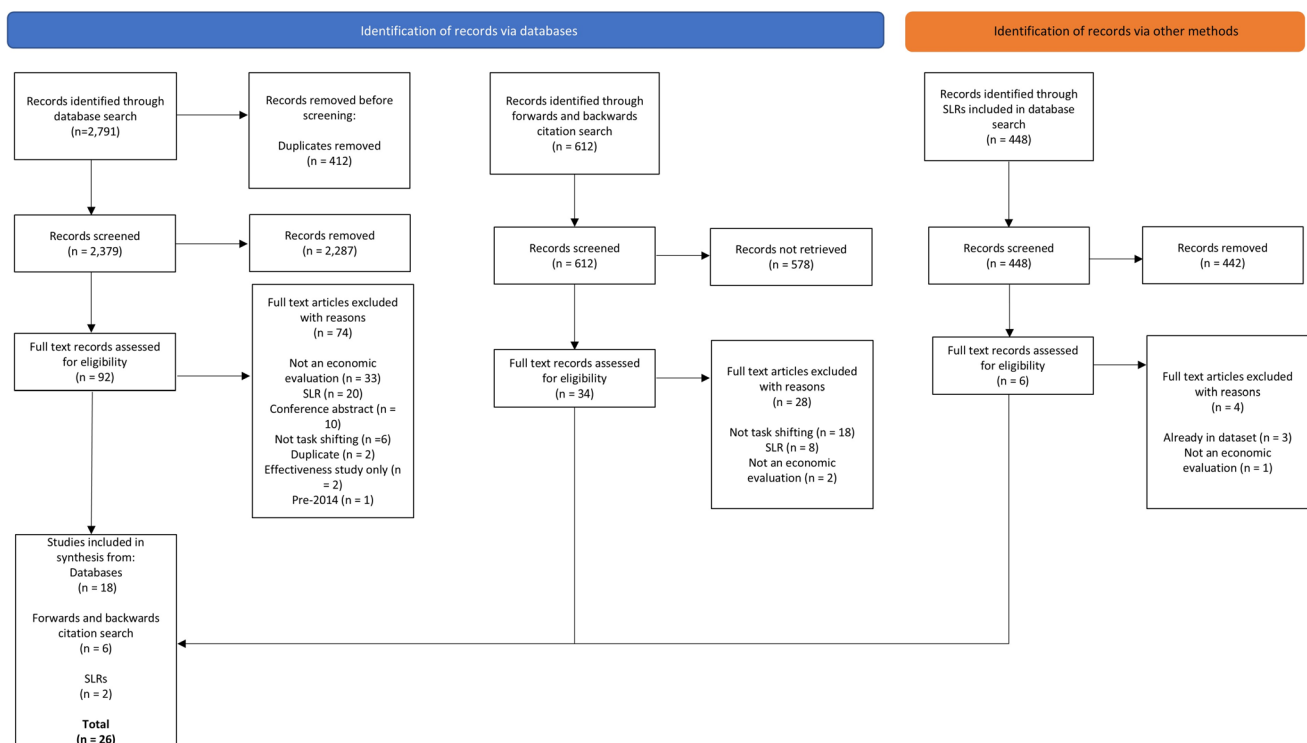 Identification of records via databases
Identification of records via other methods
Records identified through
database search
(n=2,791)
Records removed before
screening:
Duplicates removed
(n = 412)
Records identified through
forwards and backwards
citation search
(n = 612)
Records identified through
SLRs included in database
search
(n = 448)
Records screened
(n = 2,379)
Records removed
(n = 2,287)
Records screened
(n = 612)
Records not retrieved
(n = 578)
Records screened
(n = 448)
Records removed
(n = 442)
Full text records assessed
for eligibility
(n = 92)
Full text articles excluded
with reasons
(n = 74)
Not an economic
evaluation (n = 33)
SLR (n = 20)
Conference abstract (n =
10)
Not task shifting (n =6)
Duplicate (n = 2)
Effectiveness study only (n
= 2)
Pre-2014 (n = 1)
Full text records assessed
for eligibility
(n = 34)
Full text articles excluded
with reasons
(n = 28)
Not task shifting (n = 18)
SLR (n = 8)
Not an economic
evaluation (n = 2)
Full text records assessed
for eligibility
(n = 6)
Full text articles excluded
with reasons
(n = 4)
Already in dataset (n = 3)
Not an economic
evaluation (n = 1)
Studies included in
synthesis from:
Databases
(n = 18)
Forwards and backwards
citation search
(n = 6)
SLRs
(n = 2)
Total
(n = 26)